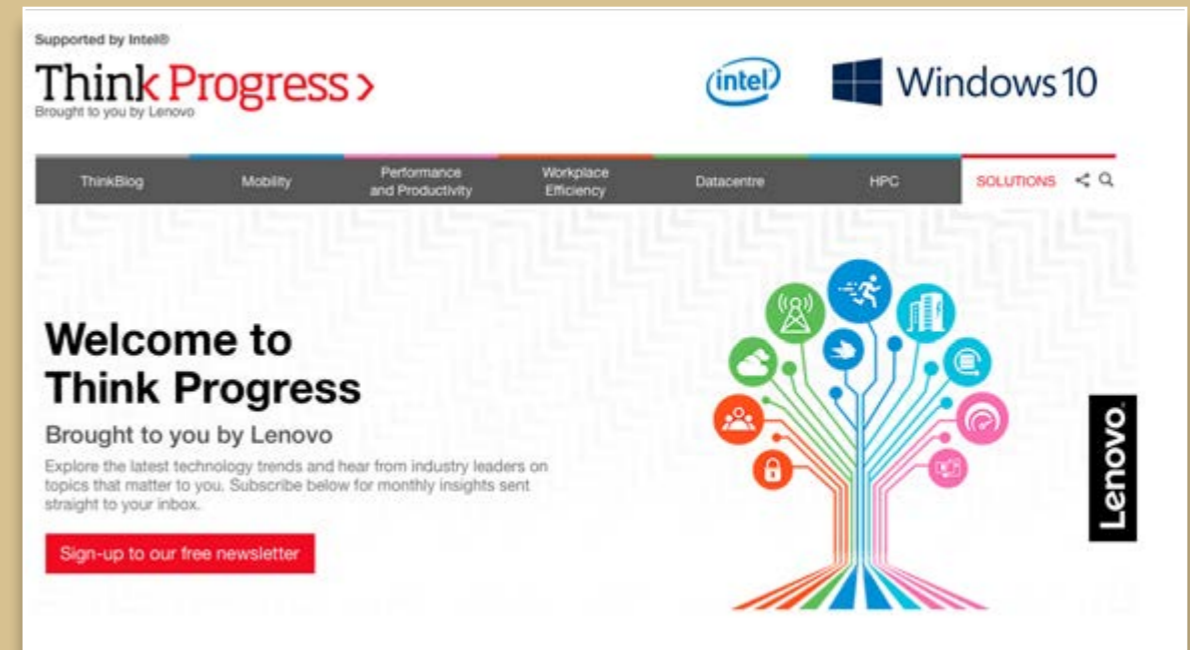 Supported by Intel®
Think Progress >
Brought to you by Lenovo
intel
Windows 10
ThinkBlog
Mobility
Performance
and Productivity
Workplace
Efficiency
Datacentre
HPC
SOLUTIONS
Welcome to
Think Progress
Brought to you by Lenovo
Explore the latest technology trends and hear from industry leaders on
topics that matter to you. Subscribe below for monthly insights sent
straight to your inbox.
Sign-up to our free newsletter
Lenovo